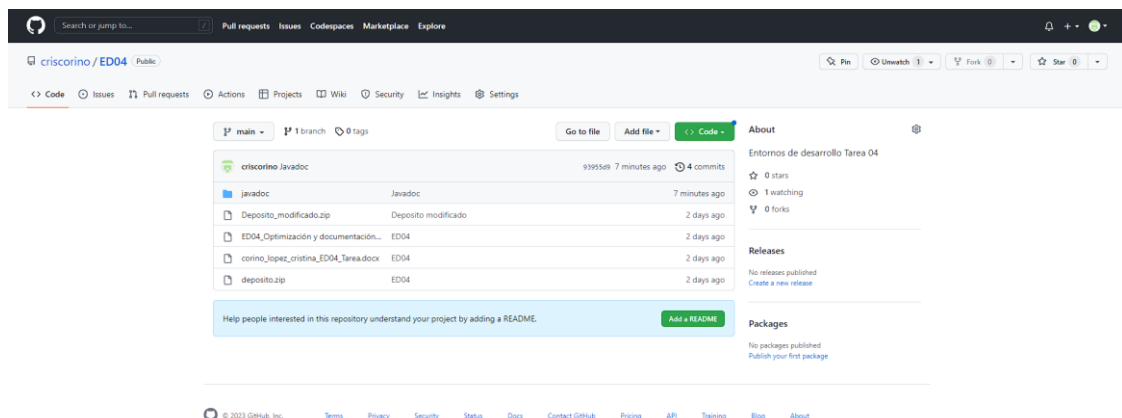 Search or jump to... / Pull requests Issues Codespaces Marketplace Explore
criscorino / ED04 Public
Pin Unwatch 1 Fork 0 Star 0
Code Issues Pull requests Actions Projects Wiki Security Insights Settings
main 1 branch 0 tags Go to file Add file Code
criscorino Javadoc 93955d9 7 minutes ago 4 commits
javadoc Javadoc 7 minutes ago
Deposito_modificado.zip Deposito modificado 2 days ago
ED04_Optimización y documentación... ED04 2 days ago
corino_lopez_cristina_ED04_Tarea.docx ED04 2 days ago
deposito.zip ED04 2 days ago
Help people interested in this repository understand your project by adding a README. Add a README
About
Entornos de desarrollo Tarea 04
0 stars
1 watching
0 forks
Releases
No releases published
Create a new release
Packages
No packages published
Publish your first package
© 2023 GitHub, Inc. Terms Privacy Security Status Docs Contact GitHub Pricing API Training Blog About